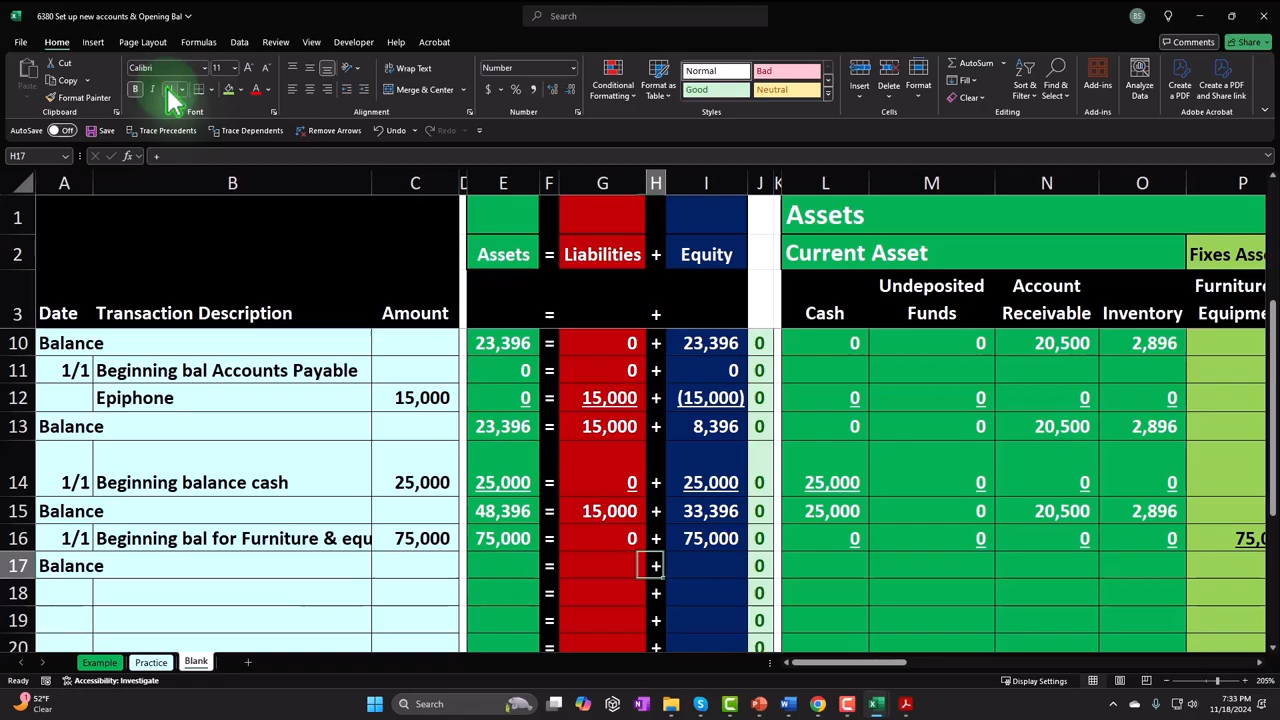 6380 Set up new accounts & Opening Bal
Search
BS
File Home Insert Page Layout Formulas Data Review View Developer Help Acrobat Comments Share
Paste Cut Copy Format Painter Clipboard
Calibri 11 Font
Wrap Text Merge & Center Alignment
Number Number
Conditional Formatting Format as Table Normal Bad Good Neutral Styles
Insert Delete Format Cells
AutoSum Fill Clear Sort & Filter Find & Select Editing
Add-ins Add-ins Analyze Data
Create a PDF Create a PDF and Share link Adobe Acrobat
AutoSave Off Save Trace Precedents Trace Dependents Remove Arrows Undo Redo
H17 fx +
A B C D E F G H I J K L M N O P
1 Assets
2 Assets = Liabilities + Equity Current Asset Fixes Ass
Undeposited Account Furniture
3 Date Transaction Description Amount = + Cash Funds Receivable Inventory Equipme
10 Balance 23,396 = 0 + 23,396 0 0 0 20,500 2,896
11 1/1 Beginning bal Accounts Payable 0 = 0 + 0 0
12 Epiphone 15,000 0 = 15,000 + (15,000) 0 0 0 0 0
13 Balance 23,396 = 15,000 + 8,396 0 0 0 20,500 2,896
14 1/1 Beginning balance cash 25,000 25,000 = 0 + 25,000 0 25,000 0 0 0
15 Balance 48,396 = 15,000 + 33,396 0 25,000 0 20,500 2,896
16 1/1 Beginning bal for Furniture & equ 75,000 75,000 = 0 + 75,000 0 0 0 0 0 75,0
17 Balance = + 0
18 = + 0
19 = + 0
20 = + 0
Example Practice Blank
Ready Accessibility: Investigate Display Settings 205%
52°F
Clear
Search
7:33 PM
11/18/2024